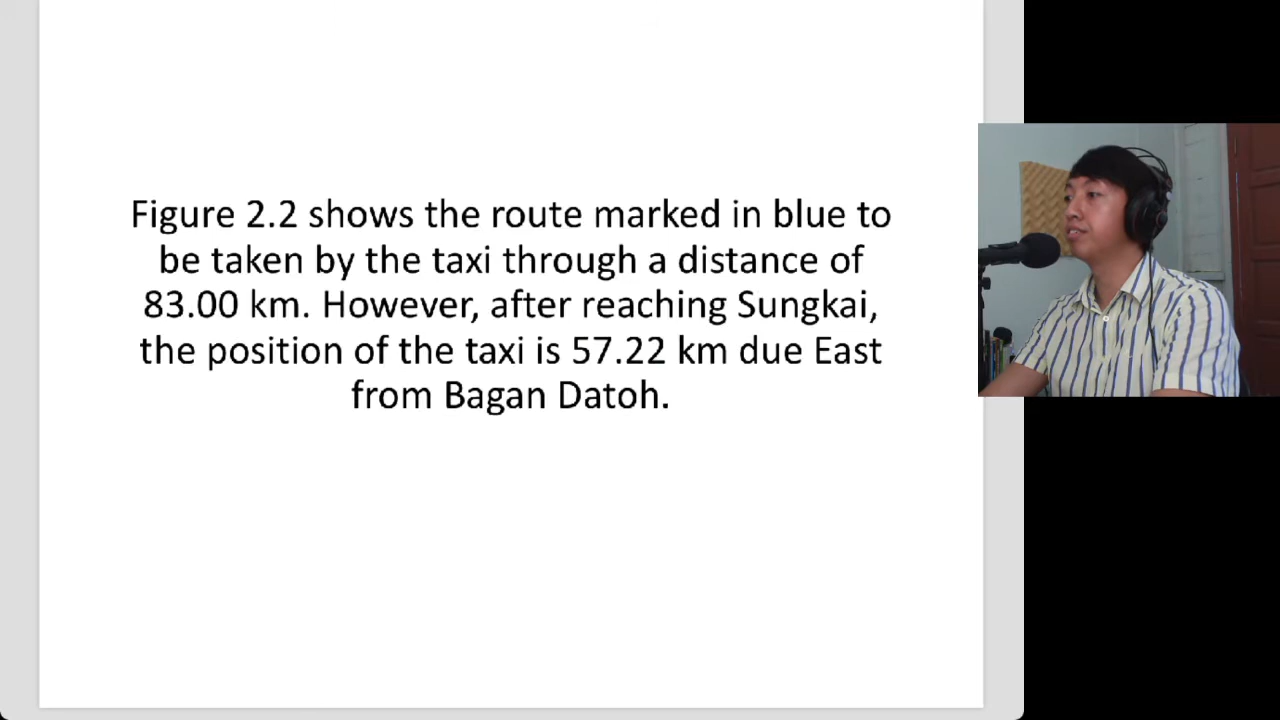 Figure 2.2 shows the route marked in blue to
be taken by the taxi through a distance of
83.00 km. However, after reaching Sungkai,
the position of the taxi is 57.22 km due East
from Bagan Datoh.